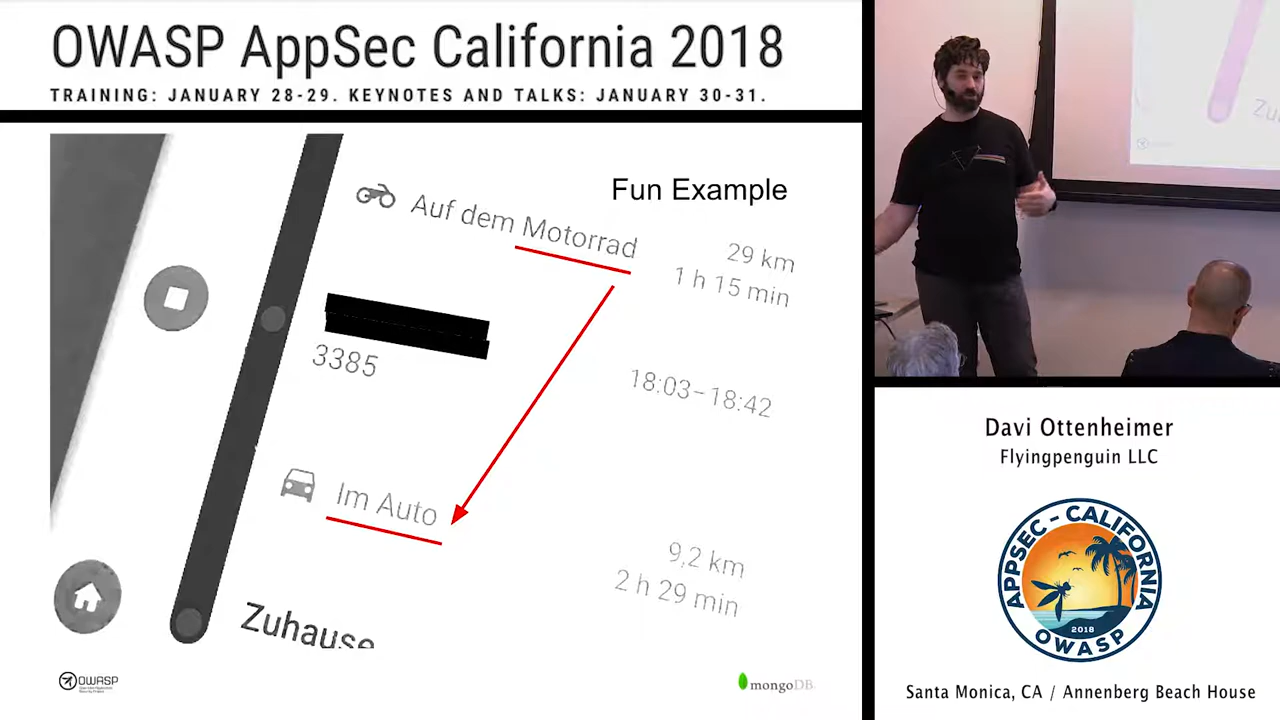 OWASP AppSec California 2018
TRAINING: JANUARY 28-29. KEYNOTES AND TALKS: JANUARY 30-31.
Fun Example
Auf dem Motorrad
29 km
1 h 15 min
3385
18:03–18:42
Im Auto
9,2 km
2 h 29 min
Zuhause
OWASP
mongoDB
Zu
Davi Ottenheimer
Flyingpenguin LLC
APPSEC - CALIFORNIA
2018
OWASP
Santa Monica, CA / Annenberg Beach House